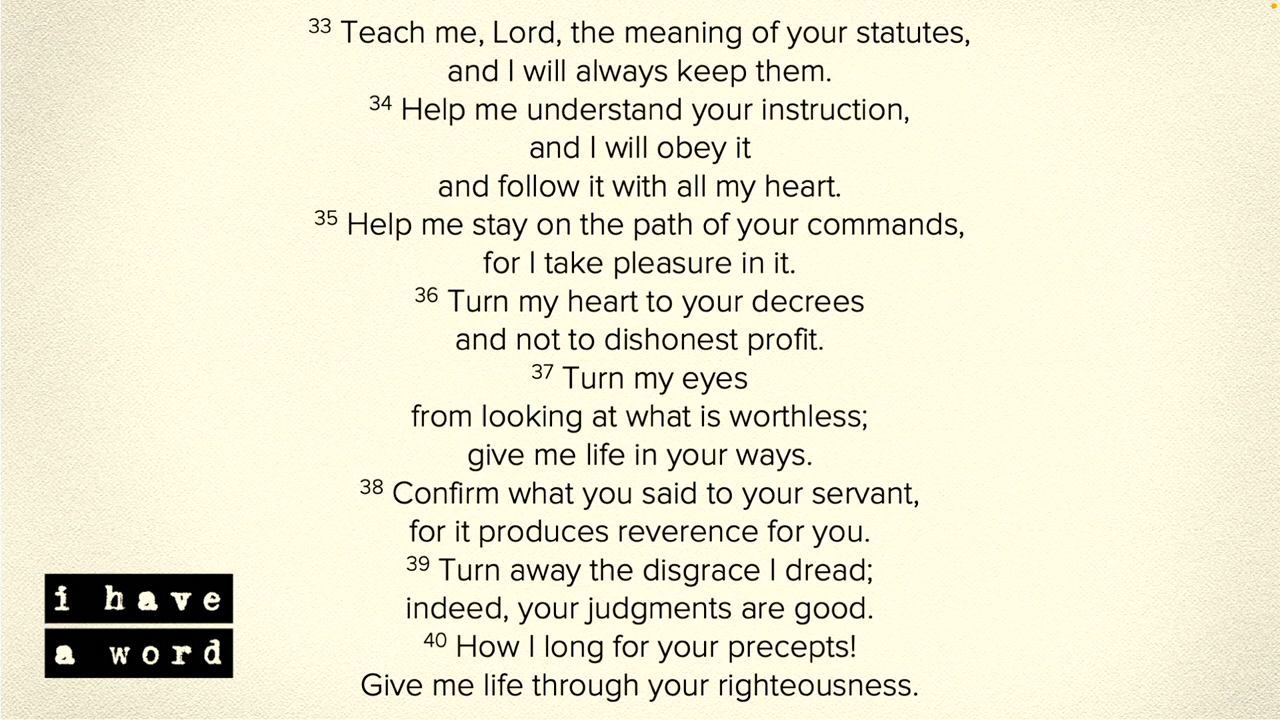 33 Teach me, Lord, the meaning of your statutes,
and I will always keep them.
34 Help me understand your instruction,
and I will obey it
and follow it with all my heart.
35 Help me stay on the path of your commands,
for I take pleasure in it.
36 Turn my heart to your decrees
and not to dishonest profit.
37 Turn my eyes
from looking at what is worthless;
give me life in your ways.
38 Confirm what you said to your servant,
for it produces reverence for you.
39 Turn away the disgrace I dread;
indeed, your judgments are good.
40 How I long for your precepts!
Give me life through your righteousness.
i have
a word